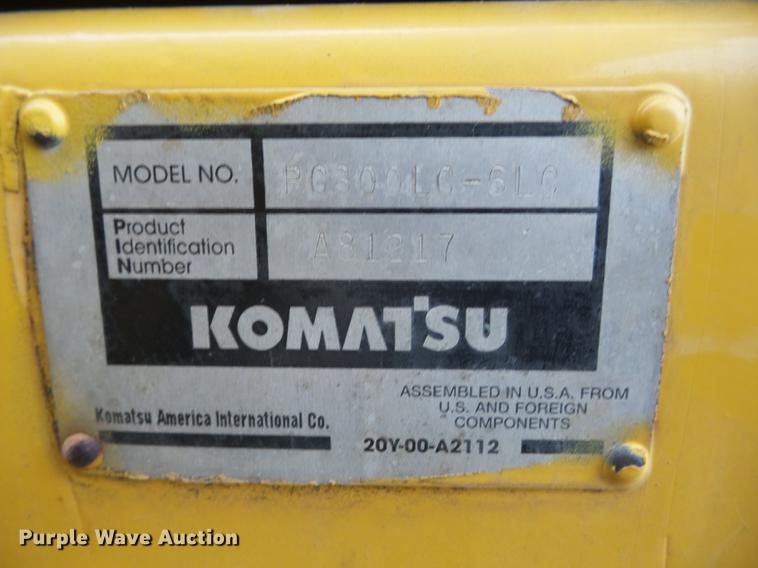 MODEL NO. PC300LC-6LC
Product
Identification
Number
A81217
KOMATSU
ASSEMBLED IN U.S.A. FROM
U.S. AND FOREIGN
COMPONENTS
Komatsu America International Co.
20Y-00-A2112
Purple Wave Auction